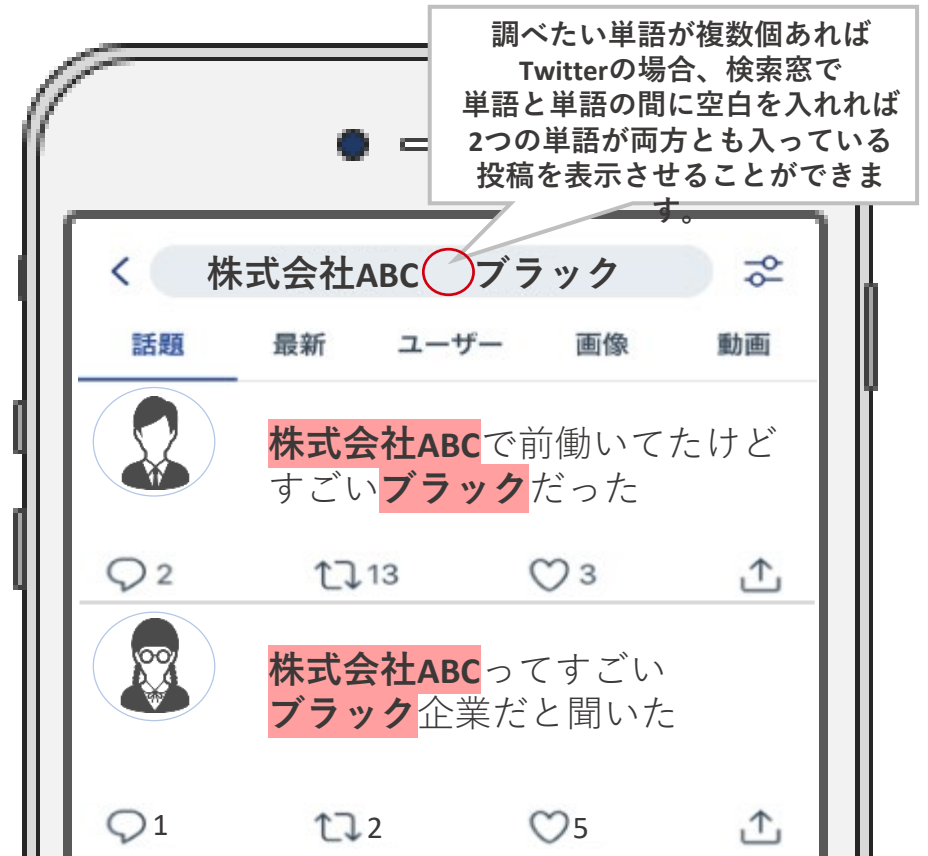 調べたい単語が複数個あれば
Twitterの場合、検索窓で
単語と単語の間に空白を入れれば
2つの単語が両方とも入っている
投稿を表示させることができま
す。
株式会社ABC ブラック
話題 最新 ユーザー 画像 動画
株式会社ABCで前働いてたけど
すごいブラックだった
2 13 3
株式会社ABCってすごい
ブラック企業だと聞いた
1 2 5